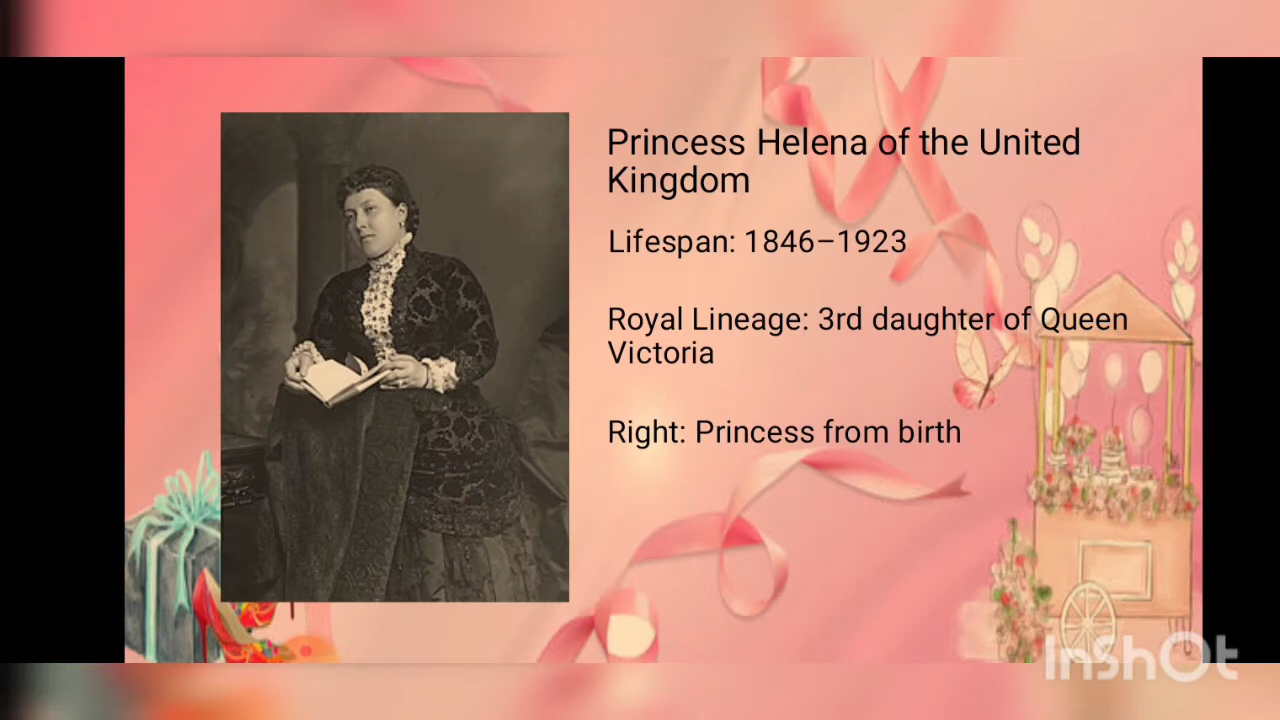 Princess Helena of the United
Kingdom
Lifespan: 1846–1923
Royal Lineage: 3rd daughter of Queen
Victoria
Right: Princess from birth
InShOt